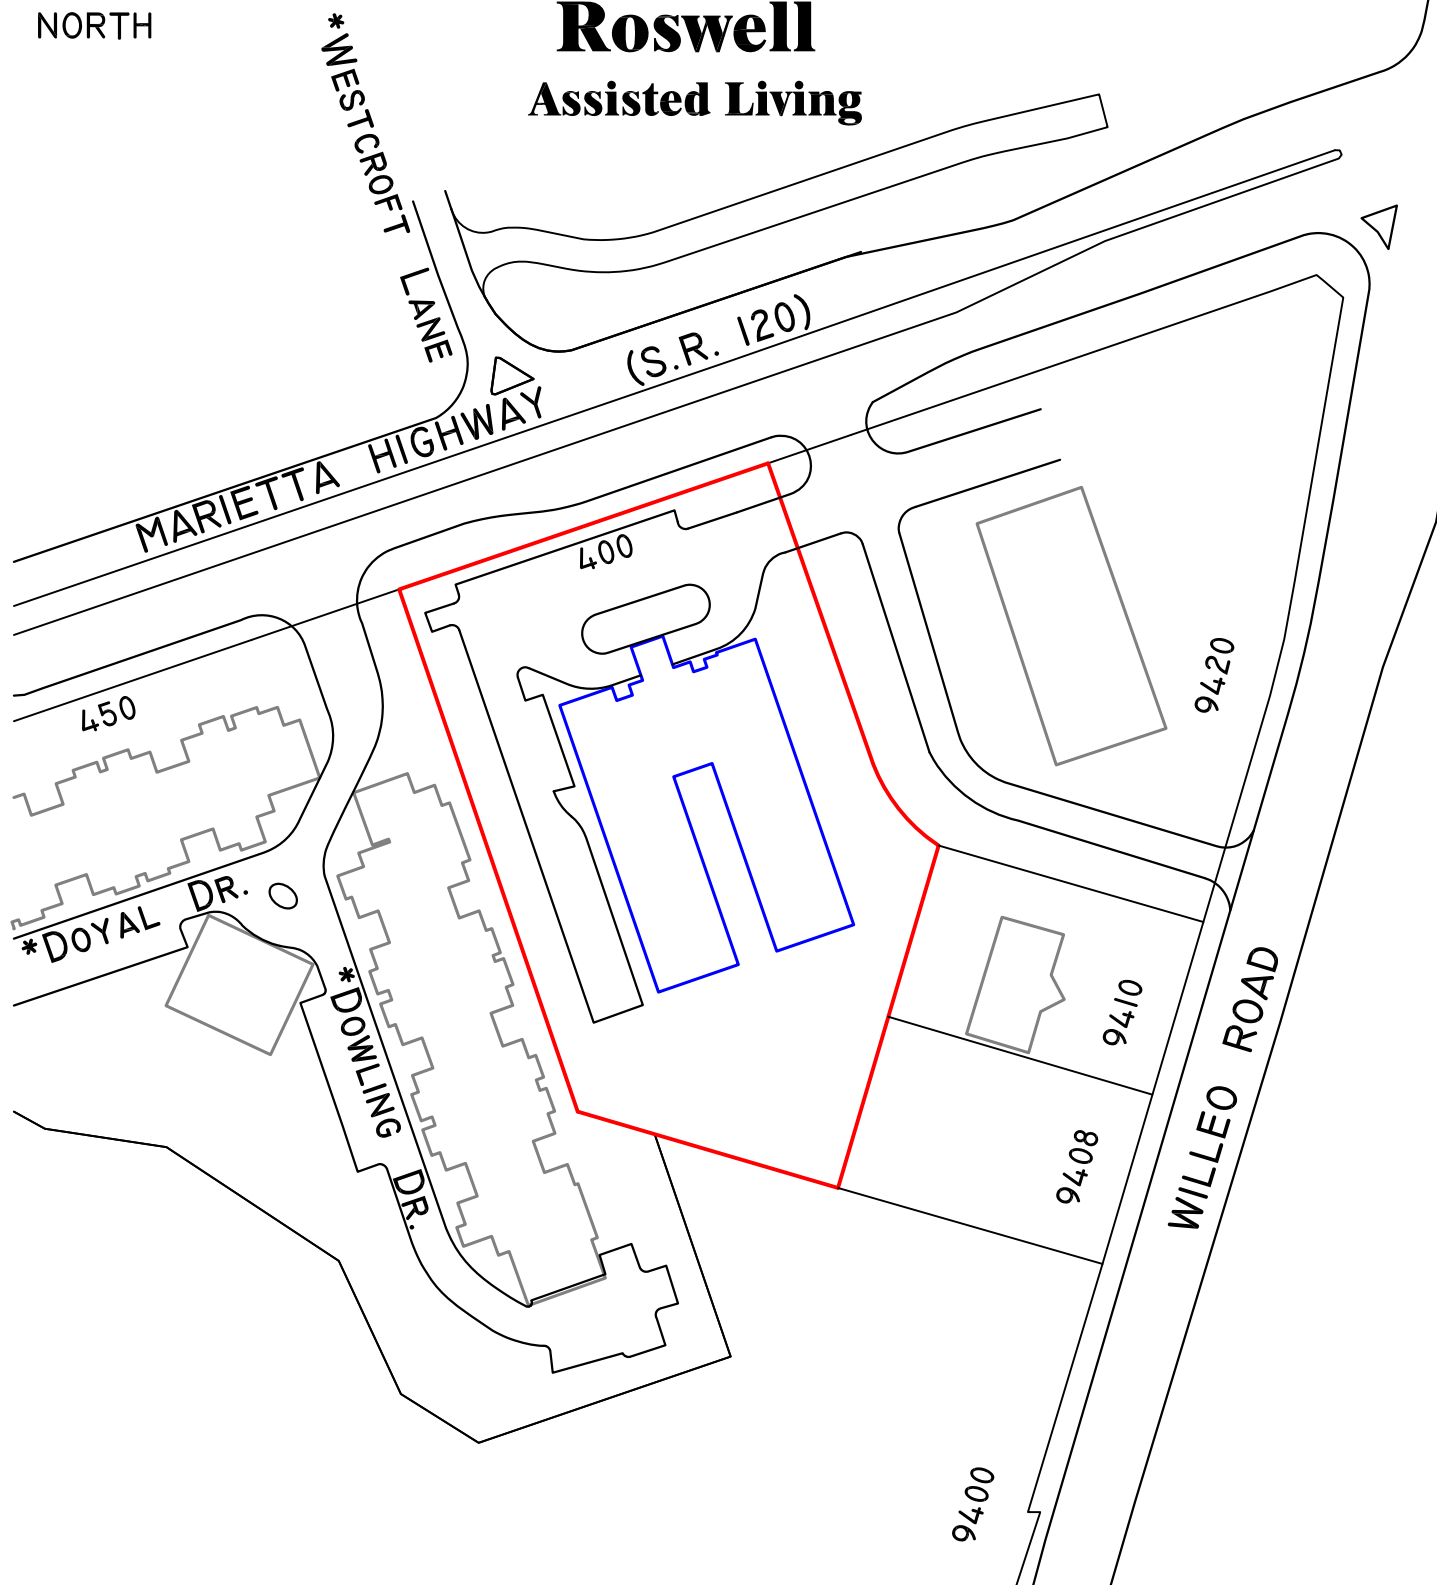 NORTH
Roswell
Assisted Living
*WESTCROFT LANE
MARIETTA HIGHWAY (S.R. 120)
400
450
9420
*DOYAL DR.
*DOWLING DR.
9410
9408
WILLEO ROAD
9400